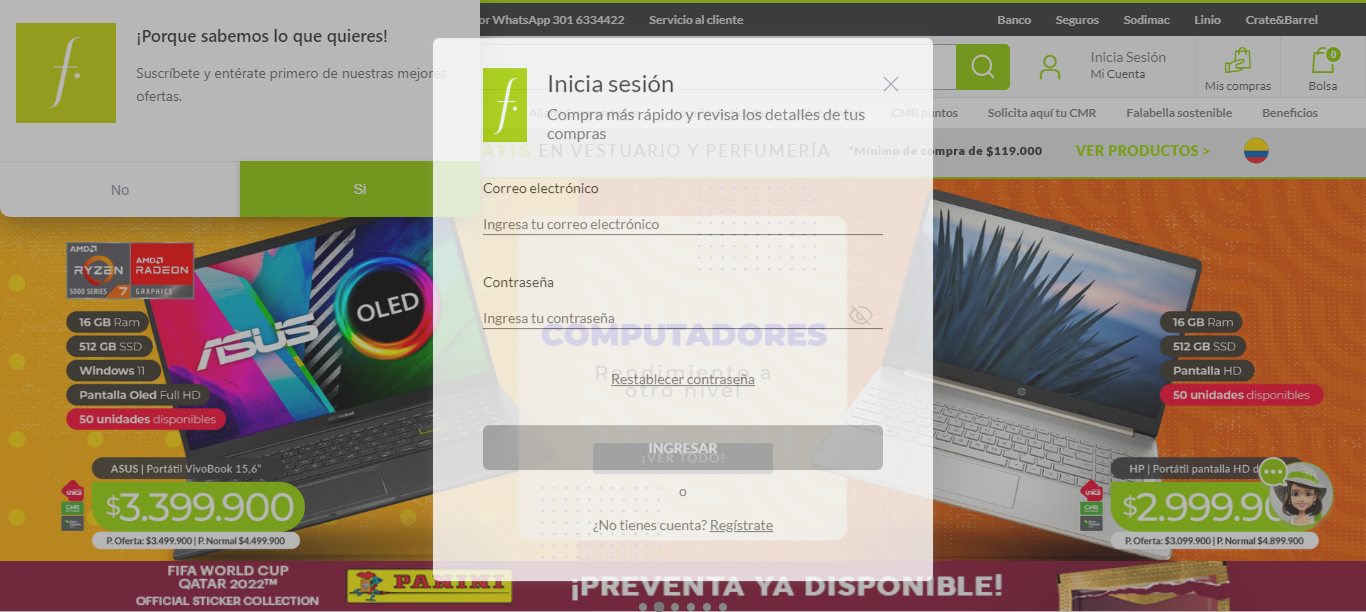 or WhatsApp 301 6334422
Servicio al cliente
Banco
Seguros
Sodimac
Linio
Crate&Barrel
¡Porque sabemos lo que quieres!
Suscríbete y entérate primero de nuestras mejores
ofertas.
No
Si
f.
Inicia sesión
Compra más rápido y revisa los detalles de tus
compras
Correo electrónico
Ingresa tu correo electrónico
Contraseña
Ingresa tu contraseña
Restablecer contraseña
INGRESAR
o
¿No tienes cuenta? Regístrate
Inicia Sesión
Mi Cuenta
Mis compras
0
Bolsa
CMR puntos
Solicita aquí tu CMR
Falabella sostenible
Beneficios
ATIS EN VESTUARIO Y PERFUMERÍA
*Mínimo de compra de $119.000
VER PRODUCTOS >
AMD
RYZEN
5000 SERIES 7
AMD
RADEON
GRAPHICS
16 GB Ram
512 GB SSD
Windows 11
Pantalla Oled Full HD
50 unidades disponibles
ASUS
OLED
ASUS | Portátil VivoBook 15,6"
única
CMR
$3.399.900
P. Oferta: $3.499.900 | P. Normal $4.499.900
COMPUTADORES
Rendimiento a
otro nivel
¡VER TODO!
16 GB Ram
512 GB SSD
Pantalla HD
50 unidades disponibles
hp
HP | Portátil pantalla HD d
única
CMR
$2.999.90
P. Oferta: $3.099.900 | P. Normal $4.899.900
FIFA WORLD CUP
QATAR 2022™
OFFICIAL STICKER COLLECTION
PANINI
¡PREVENTA YA DISPONIBLE!